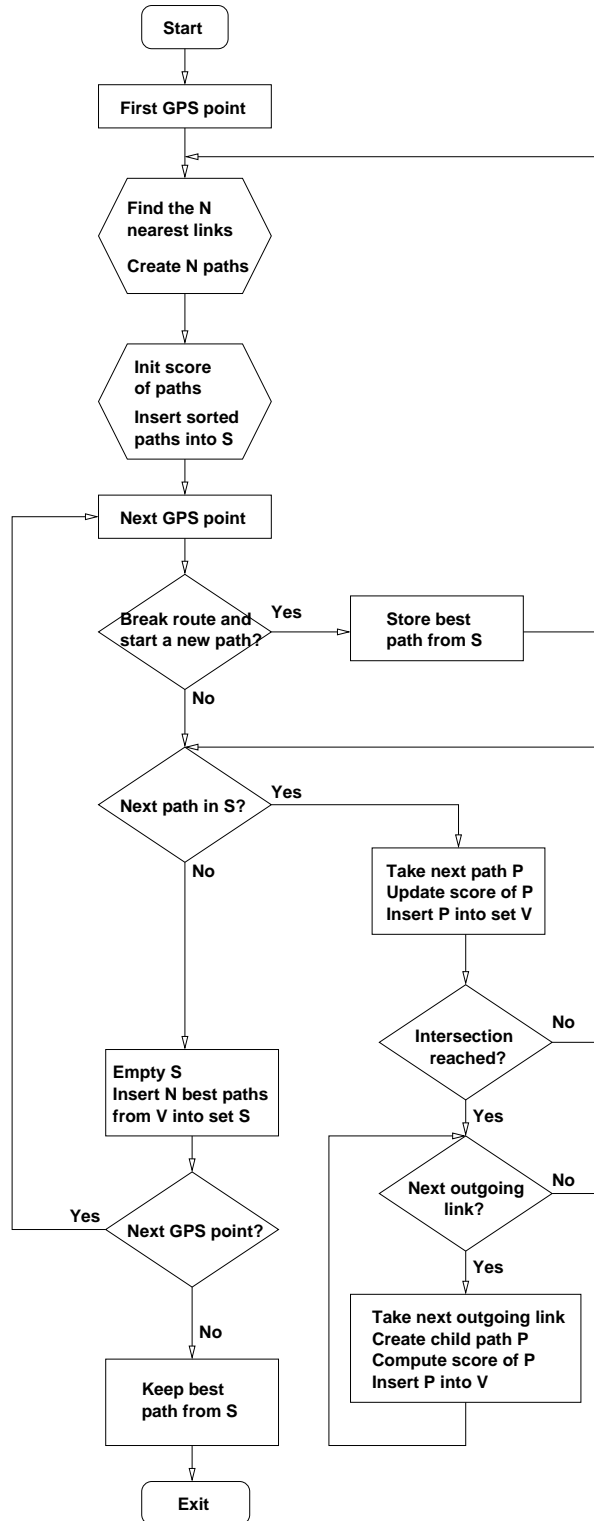 Start
First GPS point
Find the N
nearest links
Create N paths
Init score
of paths
Insert sorted
paths into S
Next GPS point
Break route and
start a new path?
Yes
Store best
path from S
No
Next path in S?
Yes
No
Take next path P
Update score of P
Insert P into set V
Intersection
reached?
No
Yes
Empty S
Insert N best paths
from V into set S
Next outgoing
link?
No
Yes
Yes
Next GPS point?
No
Take next outgoing link
Create child path P
Compute score of P
Insert P into V
Keep best
path from S
Exit